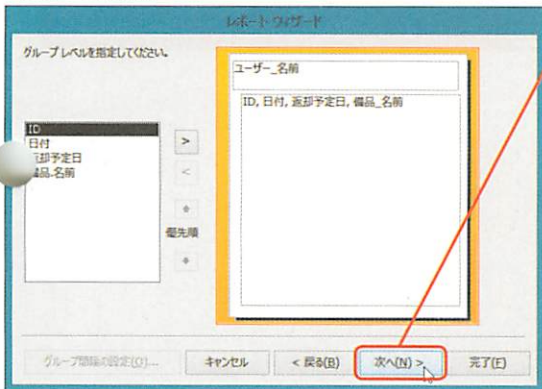 レポート ウィザード
グループ レベルを指定してください。
ID
日付
返却予定日
備品.名前
>
<
優先順
ユーザー_名前
ID, 日付, 返却予定日, 備品_名前
グループ間隔の設定(O)...
キャンセル
< 戻る(B)
次へ(N) >
完了(F)